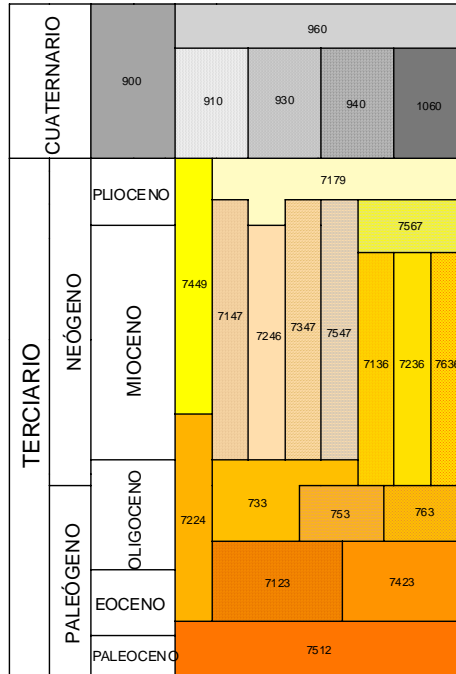 CUATERNARIO
900
960
910
930
940
1060
TERCIARIO
NEÓGENO
PLIOCENO
7179
7567
7449
7147
7246
7347
7547
7136
7236
7636
MIOCENO
PALEÓGENO
OLIGOCENO
7224
733
753
763
EOCENO
7123
7423
PALEOCENO
7512